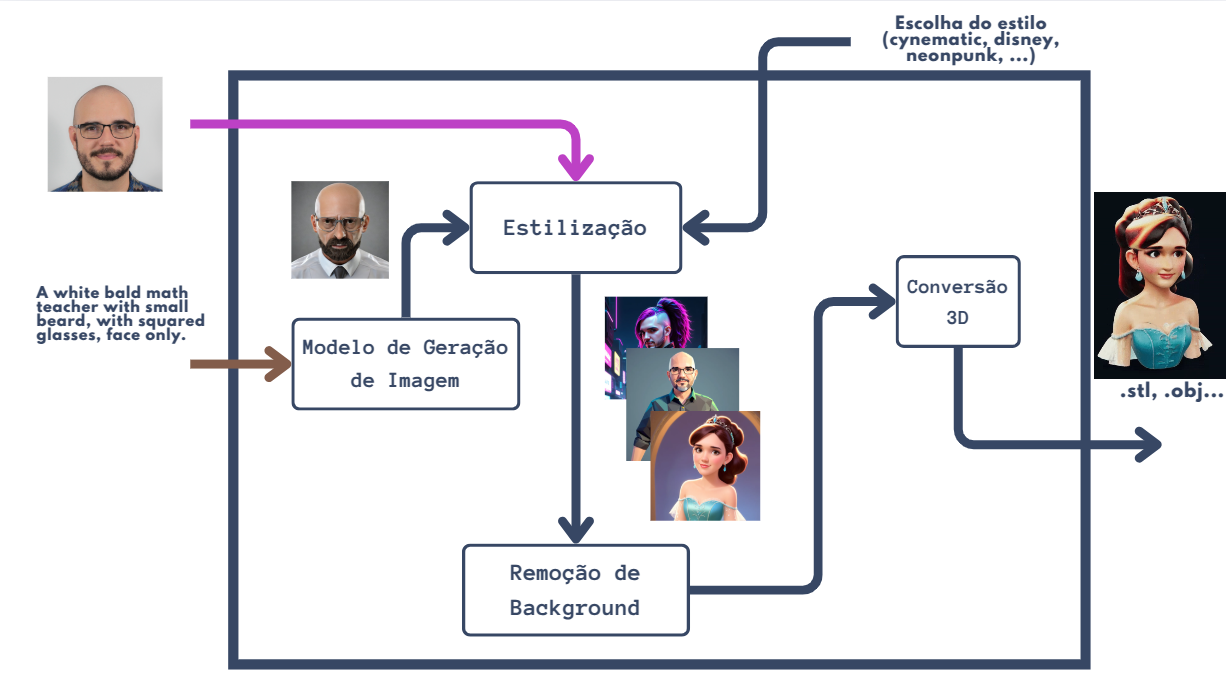 Escolha do estilo
(cynematic, disney,
neonpunk, ...)
Estilização
A white bald math
teacher with small
beard, with squared
glasses, face only.
Modelo de Geração
de Imagem
Conversão
3D
.stl, .obj...
Remoção de
Background